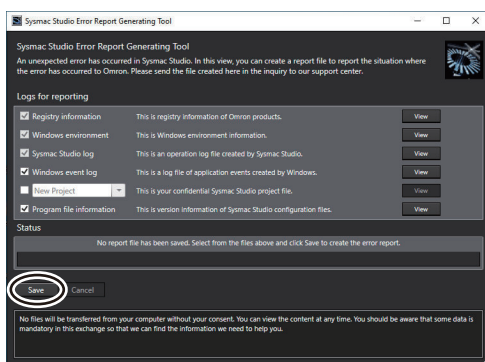 Sysmac Studio Error Report Generating Tool
Sysmac Studio Error Report Generating Tool
An unexpected error has occurred in Sysmac Studio. In this view, you can create a report file to report the situation where
the error has occurred to Omron. Please send the file created here in the inquiry to our support center.
Logs for reporting
Registry information This is registry information of Omron products. View
Windows environment This is Windows environment information. View
Sysmac Studio log This is an operation log file created by Sysmac Studio. View
Windows event log This is a log file of application events created by Windows. View
New Project This is your confidential Sysmac Studio project file. View
Program file information This is version information of Sysmac Studio configuration files. View
Status
No report file has been saved. Select from the files above and click Save to create the error report.
Save Cancel
No files will be transferred from your computer without your consent. You can view the content at any time. You should be aware that some data is
mandatory in this exchange so that we can find the information we need to help you.